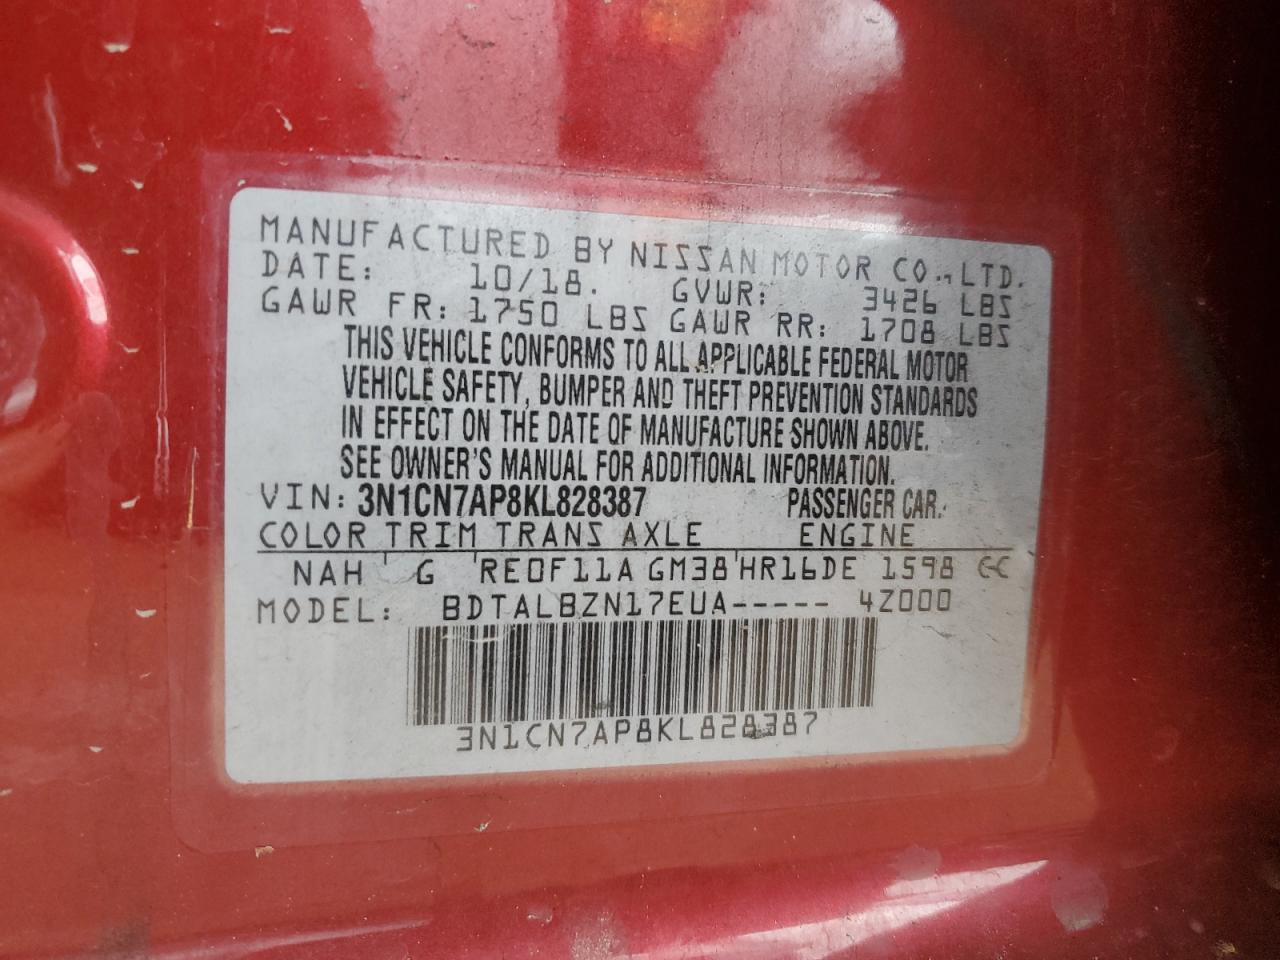 MANUFACTURED BY NISSAN MOTOR CO., LTD.
DATE: 10/18. GVWR: 3426 LBS
GAWR FR: 1750 LBS GAWR RR: 1708 LBS
THIS VEHICLE CONFORMS TO ALL APPLICABLE FEDERAL MOTOR
VEHICLE SAFETY, BUMPER AND THEFT PREVENTION STANDARDS
IN EFFECT ON THE DATE OF MANUFACTURE SHOWN ABOVE.
SEE OWNER'S MANUAL FOR ADDITIONAL INFORMATION.
VIN: 3N1CN7AP8KL828387 PASSENGER CAR.
COLOR TRIM TRANS AXLE ENGINE
NAH G RE0F11A GM38 HR16DE 1598 CC
MODEL: BDTALBZN17EUA----- 4Z000
3N1CN7AP8KL828387